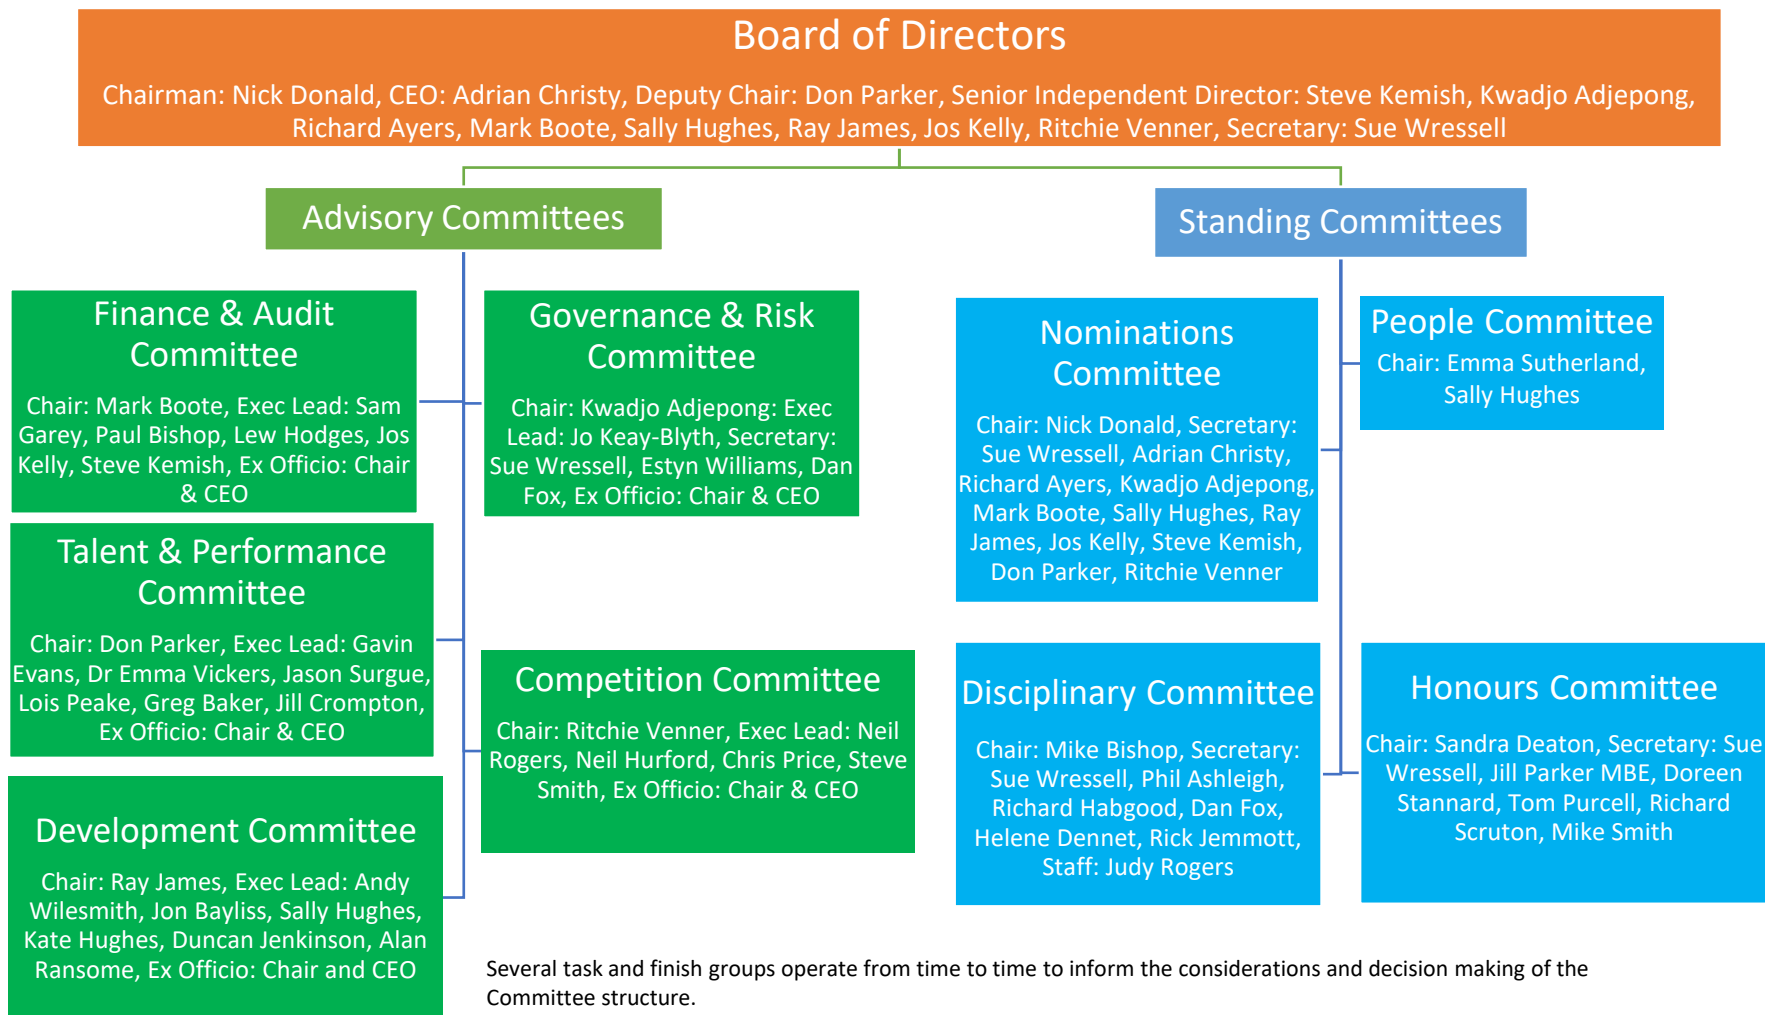 Board of Directors
Chairman: Nick Donald, CEO: Adrian Christy, Deputy Chair: Don Parker, Senior Independent Director: Steve Kemish, Kwadjo Adjepong,
Richard Ayers, Mark Boote, Sally Hughes, Ray James, Jos Kelly, Ritchie Venner, Secretary: Sue Wressell
Advisory Committees
Standing Committees
Finance & Audit
Committee
Chair: Mark Boote, Exec Lead: Sam
Garey, Paul Bishop, Lew Hodges, Jos
Kelly, Steve Kemish, Ex Officio: Chair
& CEO
Governance & Risk
Committee
Chair: Kwadjo Adjepong: Exec
Lead: Jo Keay-Blyth, Secretary:
Sue Wressell, Estyn Williams, Dan
Fox, Ex Officio: Chair & CEO
Nominations
Committee
Chair: Nick Donald, Secretary:
Sue Wressell, Adrian Christy,
Richard Ayers, Kwadjo Adjepong,
Mark Boote, Sally Hughes, Ray
James, Jos Kelly, Steve Kemish,
Don Parker, Ritchie Venner
People Committee
Chair: Emma Sutherland,
Sally Hughes
Talent & Performance
Committee
Chair: Don Parker, Exec Lead: Gavin
Evans, Dr Emma Vickers, Jason Surgue,
Lois Peake, Greg Baker, Jill Crompton,
Ex Officio: Chair & CEO
Competition Committee
Chair: Ritchie Venner, Exec Lead: Neil
Rogers, Neil Hurford, Chris Price, Steve
Smith, Ex Officio: Chair & CEO
Disciplinary Committee
Chair: Mike Bishop, Secretary:
Sue Wressell, Phil Ashleigh,
Richard Habgood, Dan Fox,
Helene Dennet, Rick Jemmott,
Staff: Judy Rogers
Honours Committee
Chair: Sandra Deaton, Secretary: Sue
Wressell, Jill Parker MBE, Doreen
Stannard, Tom Purcell, Richard
Scruton, Mike Smith
Development Committee
Chair: Ray James, Exec Lead: Andy
Wilesmith, Jon Bayliss, Sally Hughes,
Kate Hughes, Duncan Jenkinson, Alan
Ransome, Ex Officio: Chair and CEO
Several task and finish groups operate from time to time to inform the considerations and decision making of the
Committee structure.